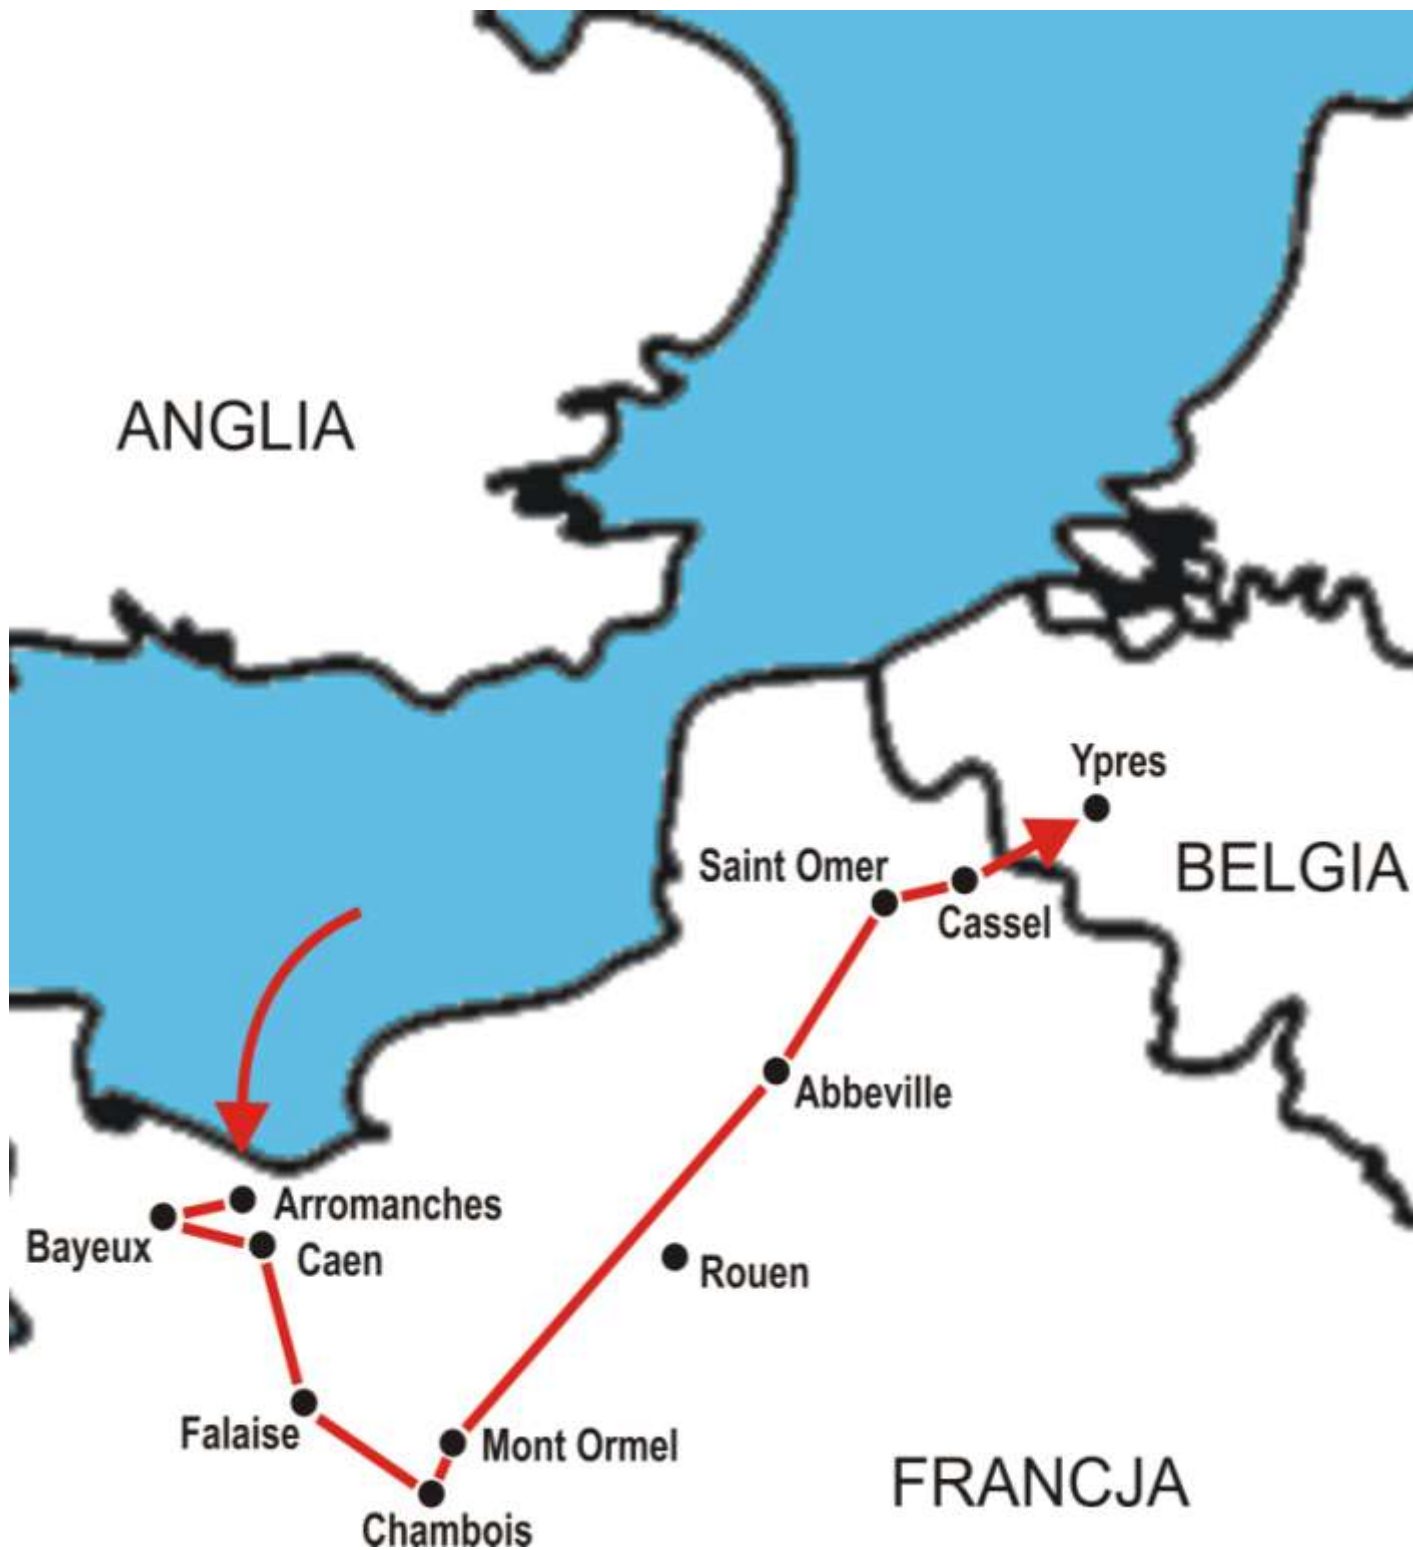 ANGLIA
Ypres
BELGIA
Saint Omer
Cassel
Abbeville
Arromanches
Bayeux
Caen
Rouen
Falaise
Mont Ormel
FRANCJA
Chambois